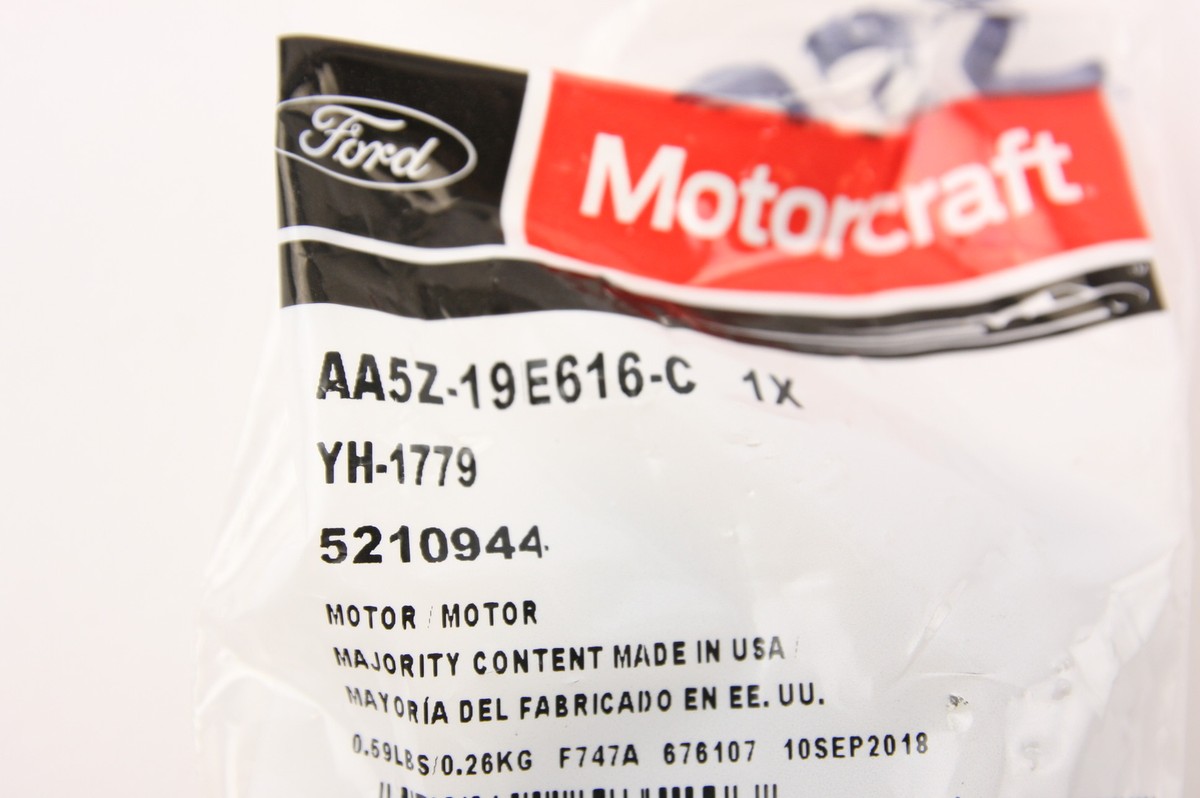 Ford
Motorcraft
AA5Z-19E616-C 1X
YH-1779
5210944
MOTOR / MOTOR
MAJORITY CONTENT MADE IN USA /
MAYORÍA DEL FABRICADO EN EE. UU.
0.59LBS/0.26KG F747A 676107 10SEP2018